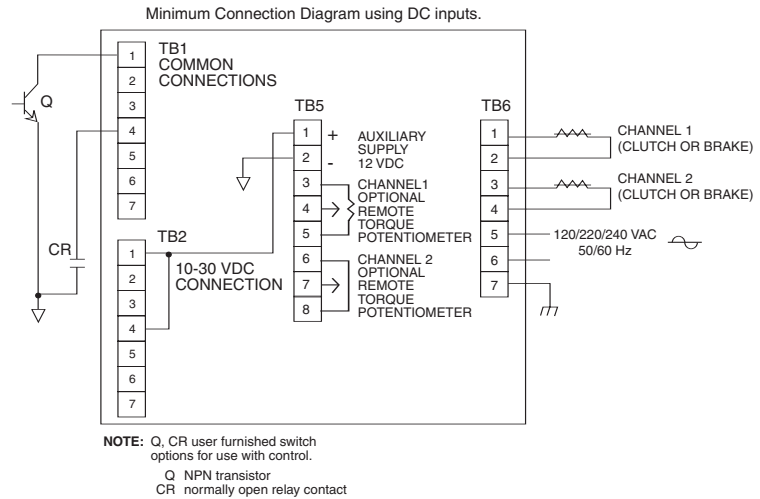 Minimum Connection Diagram using DC inputs.
TB1
COMMON
CONNECTIONS
1
2
3
4
5
6
7
Q
CR
TB2
10-30 VDC
CONNECTION
1
2
3
4
5
6
7
TB5
1
2
3
4
5
6
7
8
+
-
AUXILIARY
SUPPLY
12 VDC
CHANNEL1
OPTIONAL
REMOTE
TORQUE
POTENTIOMETER
CHANNEL 2
OPTIONAL
REMOTE
TORQUE
POTENTIOMETER
TB6
1
2
3
4
5
6
7
CHANNEL 1
(CLUTCH OR BRAKE)
CHANNEL 2
(CLUTCH OR BRAKE)
120/220/240 VAC
50/60 Hz
NOTE: Q, CR user furnished switch
options for use with control.
Q NPN transistor
CR normally open relay contact